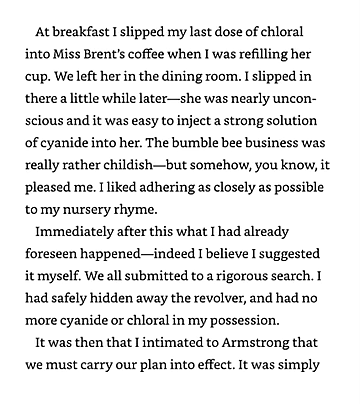 At breakfast I slipped my last dose of chloral
into Miss Brent’s coffee when I was refilling her
cup. We left her in the dining room. I slipped in
there a little while later—she was nearly uncon-
scious and it was easy to inject a strong solution
of cyanide into her. The bumble bee business was
really rather childish—but somehow, you know, it
pleased me. I liked adhering as closely as possible
to my nursery rhyme.
Immediately after this what I had already
foreseen happened—indeed I believe I suggested
it myself. We all submitted to a rigorous search. I
had safely hidden away the revolver, and had no
more cyanide or chloral in my possession.
It was then that I intimated to Armstrong that
we must carry our plan into effect. It was simply